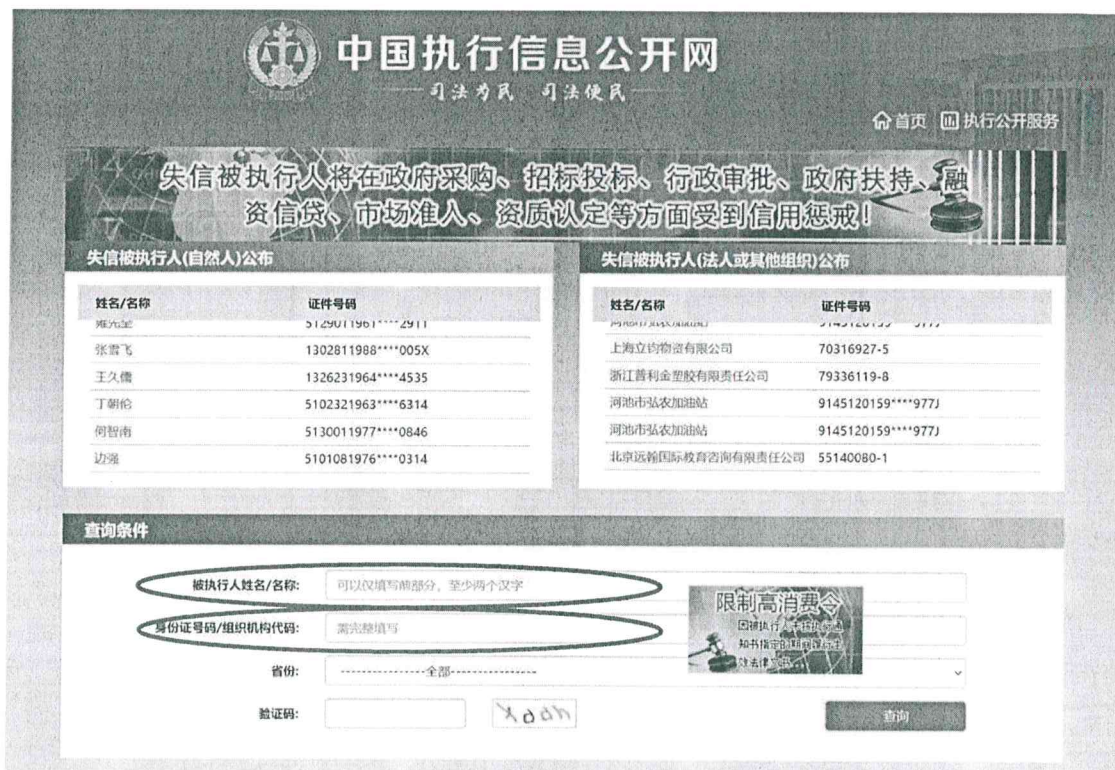 中国执行信息公开网
司法为民 司法便民
首页 执行公开服务
失信被执行人将在政府采购、招标投标、行政审批、政府扶持、融
资信贷、市场准入、资质认定等方面受到信用惩戒！
失信被执行人(自然人)公布
姓名/名称 证件号码
5129011961****2911
张雪飞 1302811988****005X
王久儒 1326231964****4535
丁朝伦 5102321963****6314
何智南 5130011977****0846
边强 5101081976****0314
失信被执行人(法人或其他组织)公布
姓名/名称 证件号码
河池市弘农加油站 9145120159****977J
上海立钧物资有限公司 70316927-5
浙江普利金塑胶有限责任公司 79336119-8
河池市弘农加油站 9145120159****977J
河池市弘农加油站 9145120159****977J
北京远翰国际教育咨询有限责任公司 55140080-1
查询条件
被执行人姓名/名称: 可以仅填写前部分，至少两个汉字
身份证号码/组织机构代码: 需完整填写
省份: ----------------全部----------------
验证码:
查询
限制高消费令